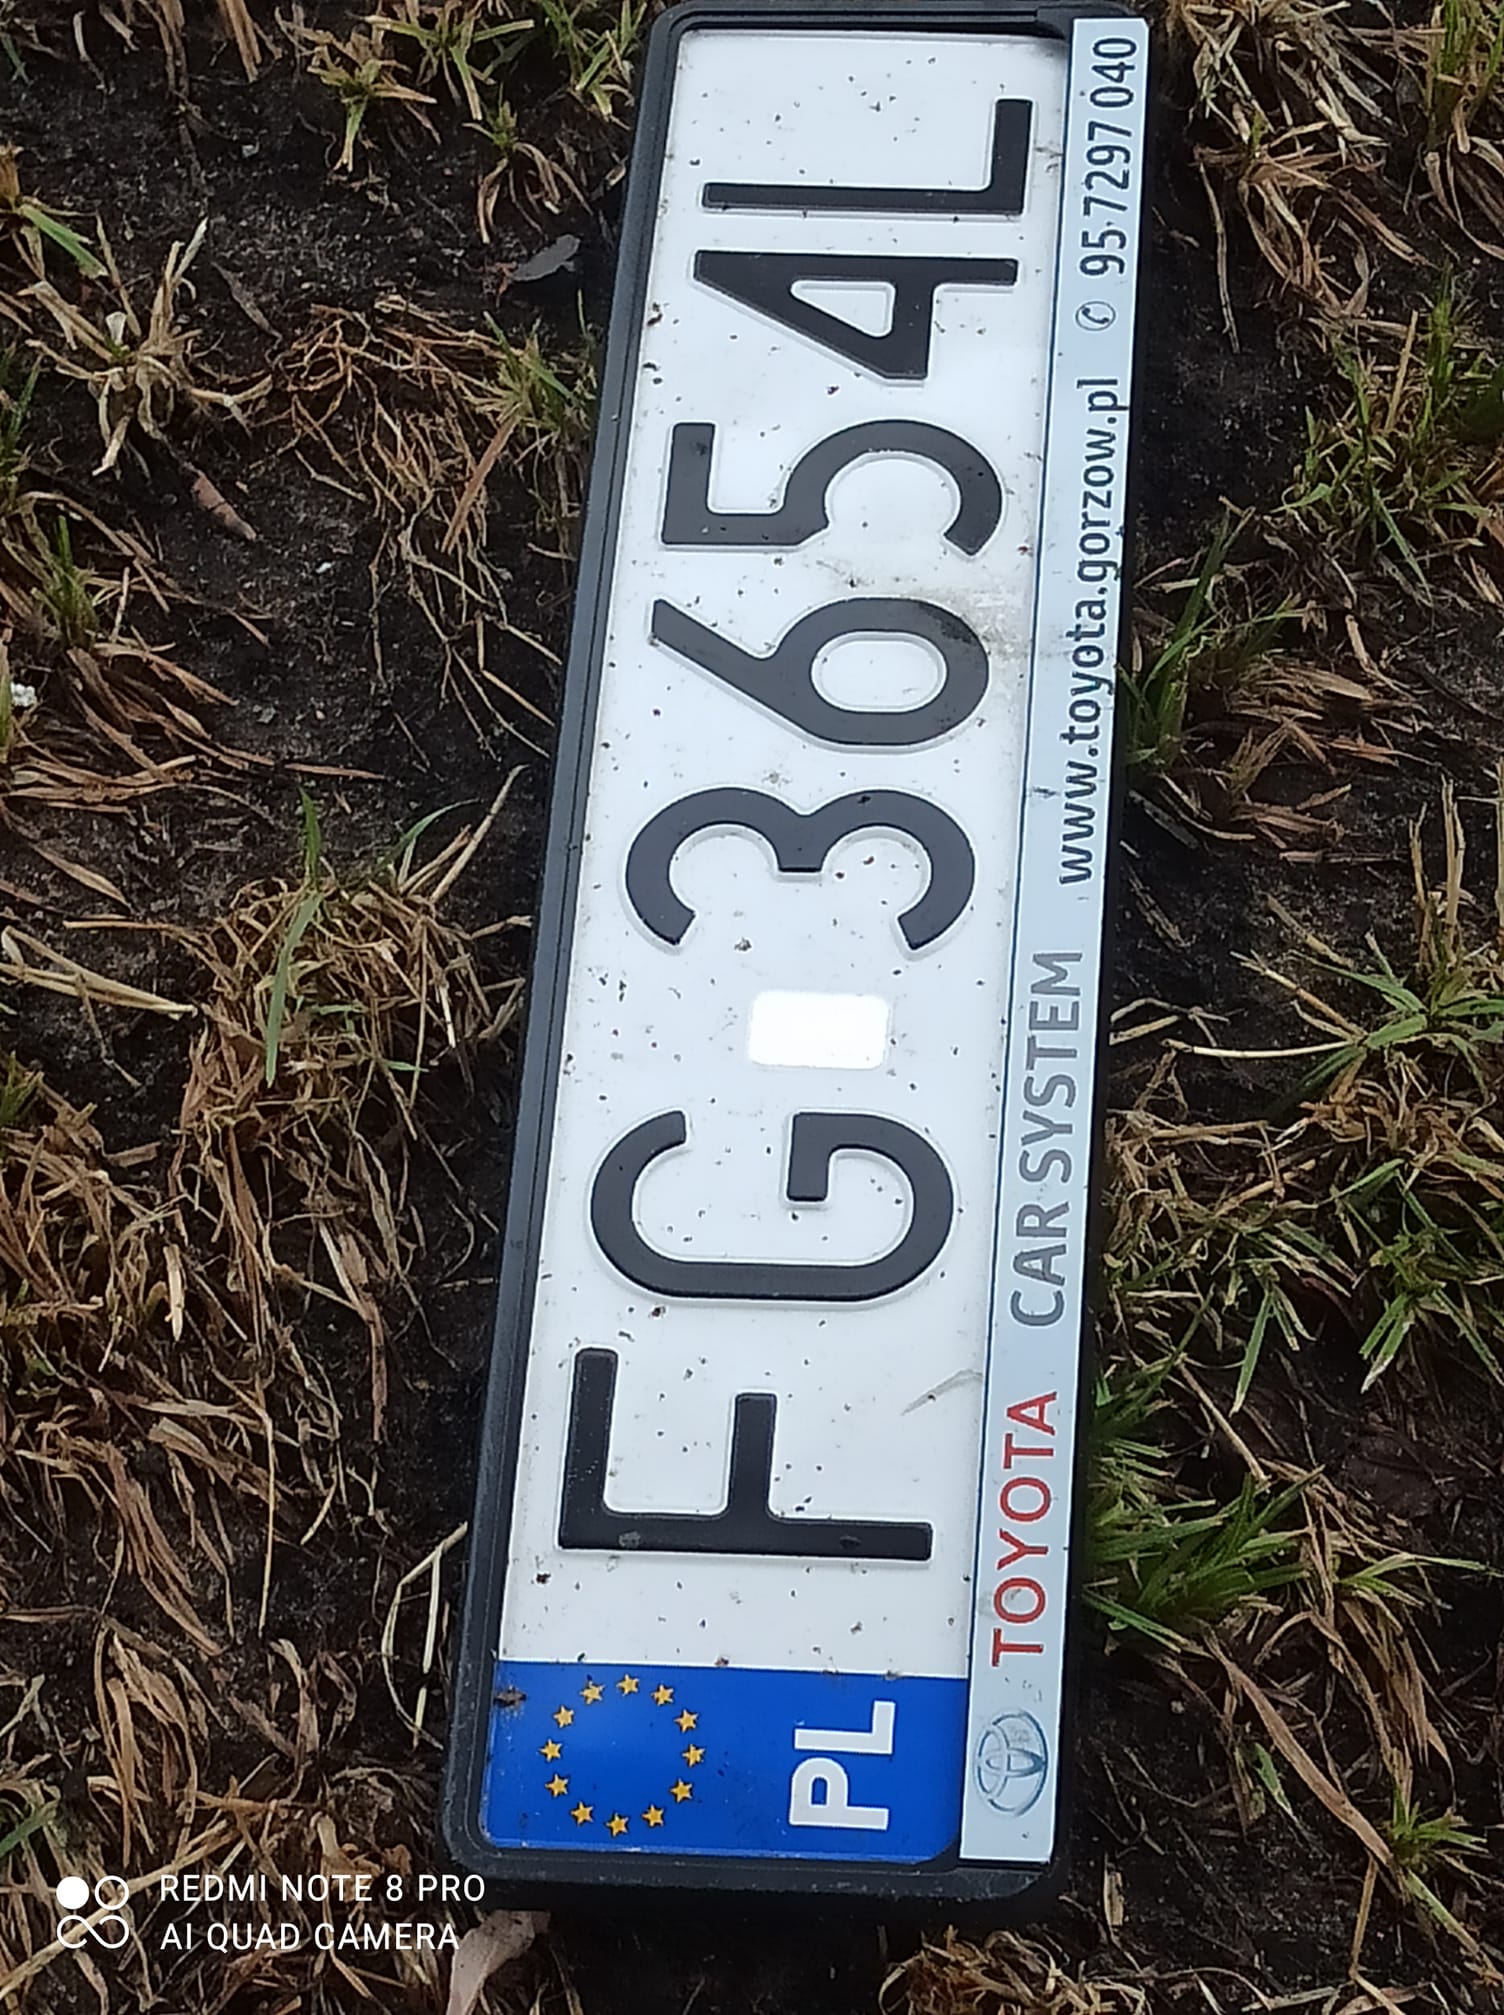 PL FG 3654L
TOYOTA CAR SYSTEM www.toyota.gorzow.pl ✆ 95 7297 040
REDMI NOTE 8 PRO
AI QUAD CAMERA